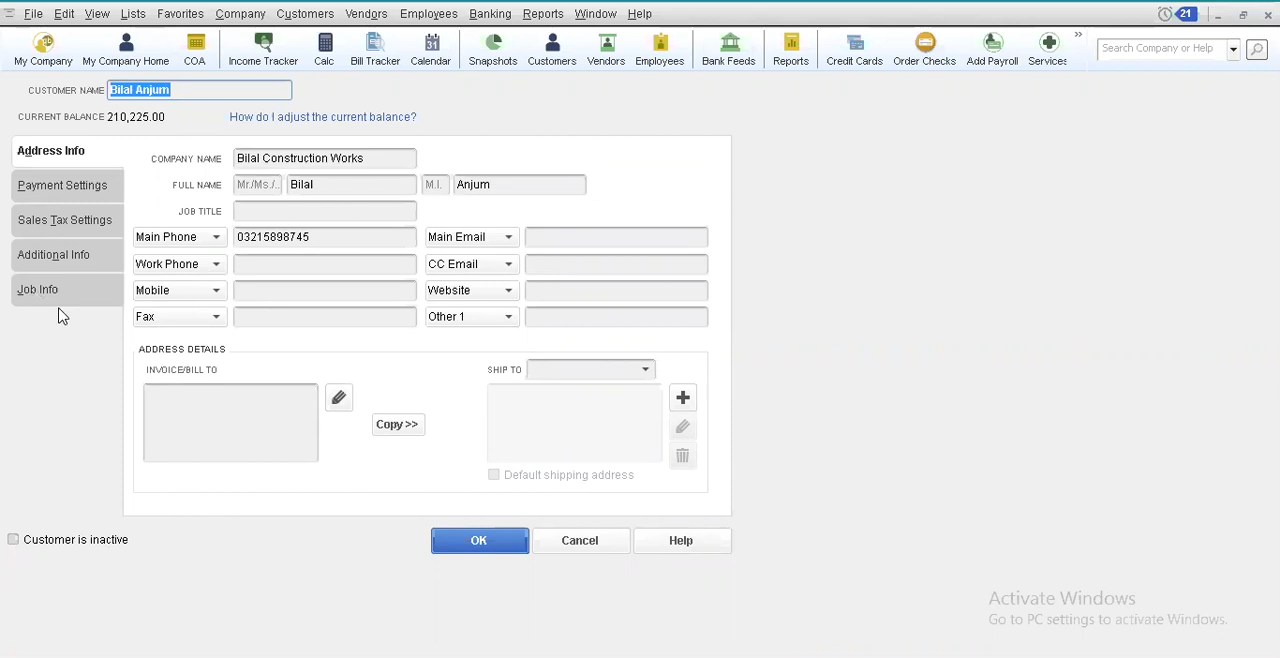 File Edit View Lists Favorites Company Customers Vendors Employees Banking Reports Window Help 21
My Company My Company Home COA Income Tracker Calc Bill Tracker 31 Calendar Snapshots Customers Vendors Employees Bank Feeds Reports Credit Cards Order Checks Add Payroll Services » Search Company or Help
CUSTOMER NAME Bilal Anjum
CURRENT BALANCE 210,225.00 How do I adjust the current balance?
Address Info
Payment Settings
Sales Tax Settings
Additional Info
Job Info
COMPANY NAME Bilal Construction Works
FULL NAME Mr./Ms./.. Bilal M.I. Anjum
JOB TITLE
Main Phone 03215898745 Main Email
Work Phone CC Email
Mobile Website
Fax Other 1
ADDRESS DETAILS
INVOICE/BILL TO SHIP TO
Copy >>
Default shipping address
Customer is inactive OK Cancel Help
Activate Windows
Go to PC settings to activate Windows.